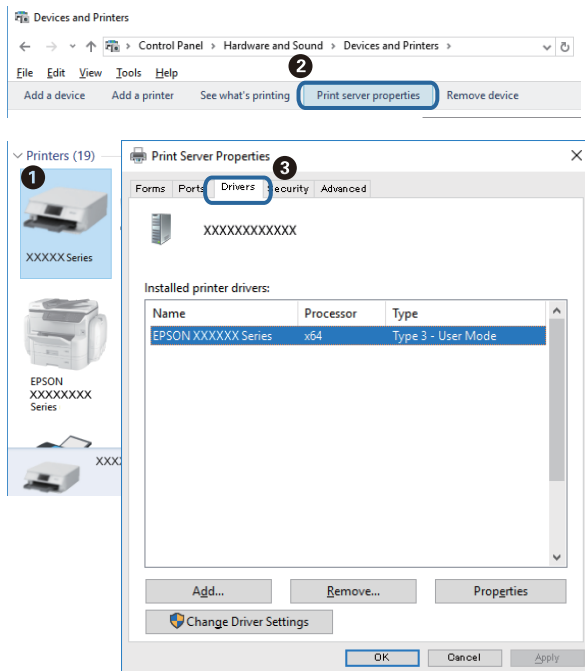 Devices and Printers
Control Panel > Hardware and Sound > Devices and Printers >
2
File Edit View Tools Help
Add a device Add a printer See what's printing Print server properties Remove device
Printers (19)
1
XXXXX Series
EPSON
XXXXXXXX
Series
XXX
Print Server Properties
3
Forms Ports Drivers Security Advanced
XXXXXXXXXXXX
Installed printer drivers:
Name Processor Type
EPSON XXXXXX Series x64 Type 3 - User Mode
Add... Remove... Properties
Change Driver Settings
OK Cancel Apply